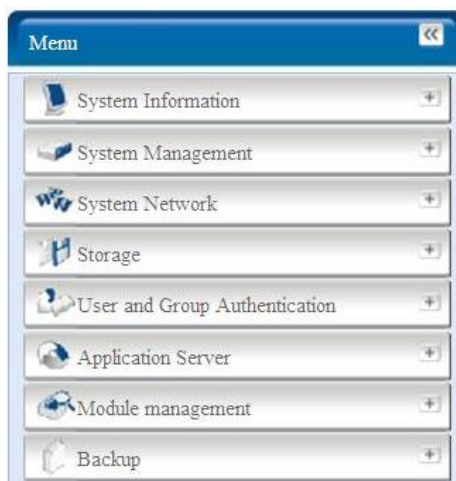 Menu
System Information
System Management
System Network
Storage
User and Group Authentication
Application Server
Module management
Backup